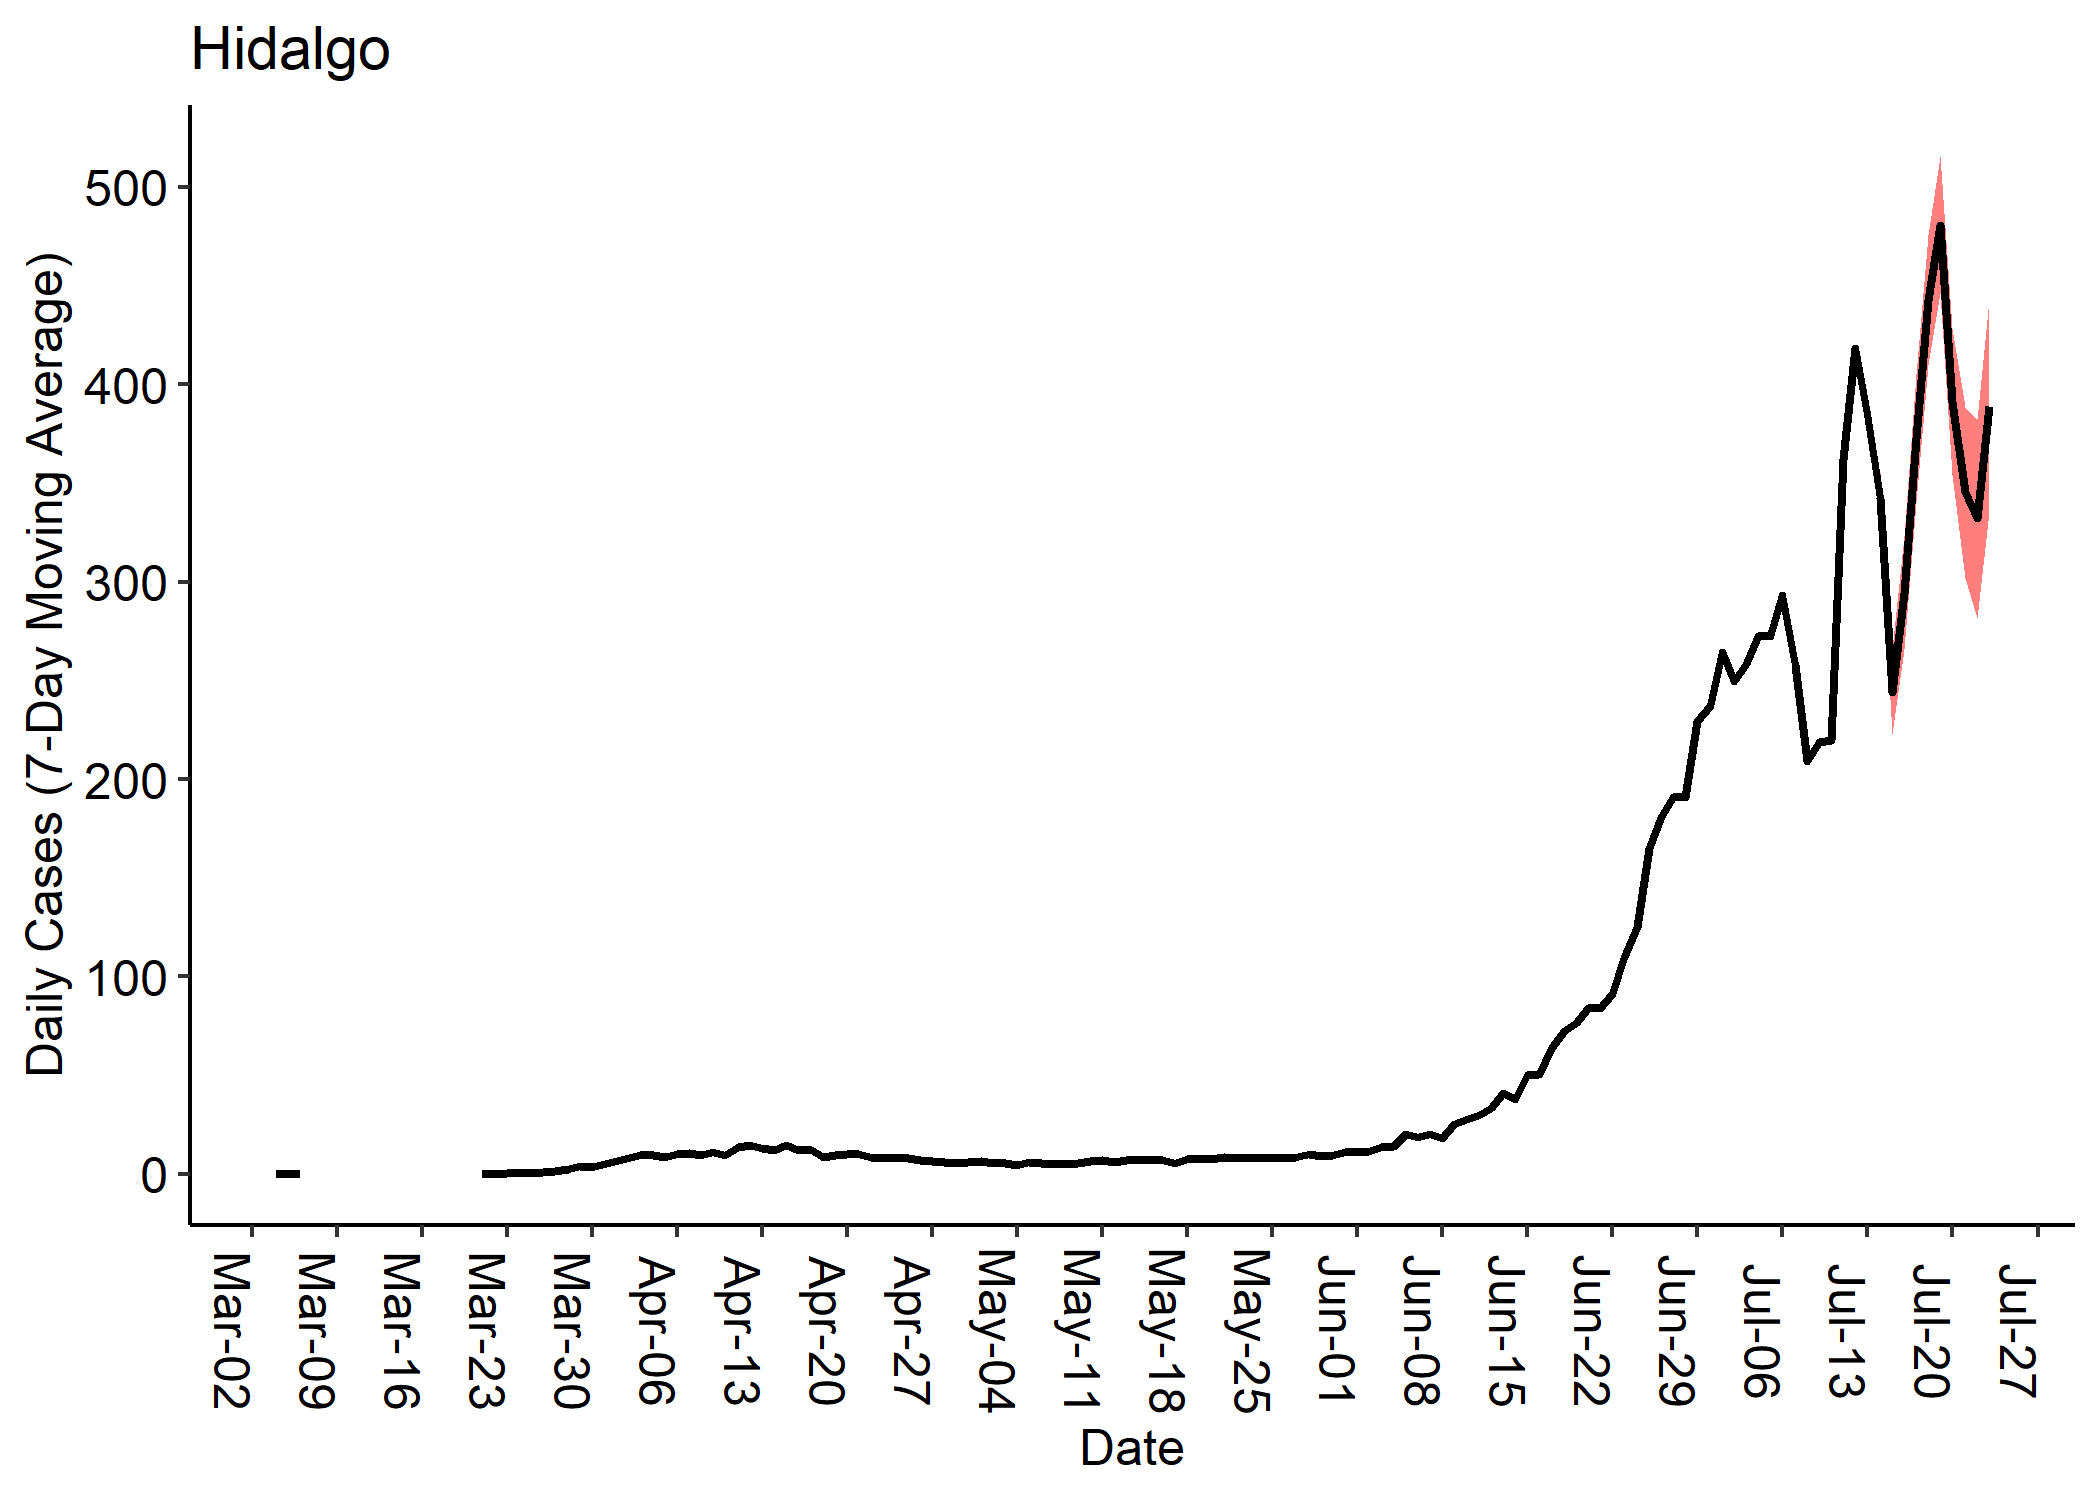 Hidalgo
Daily Cases (7-Day Moving Average)
500
400
300
200
100
0
Mar-02
Mar-09
Mar-16
Mar-23
Mar-30
Apr-06
Apr-13
Apr-20
Apr-27
May-04
May-11
May-18
May-25
Jun-01
Jun-08
Jun-15
Jun-22
Jun-29
Jul-06
Jul-13
Jul-20
Jul-27
Date